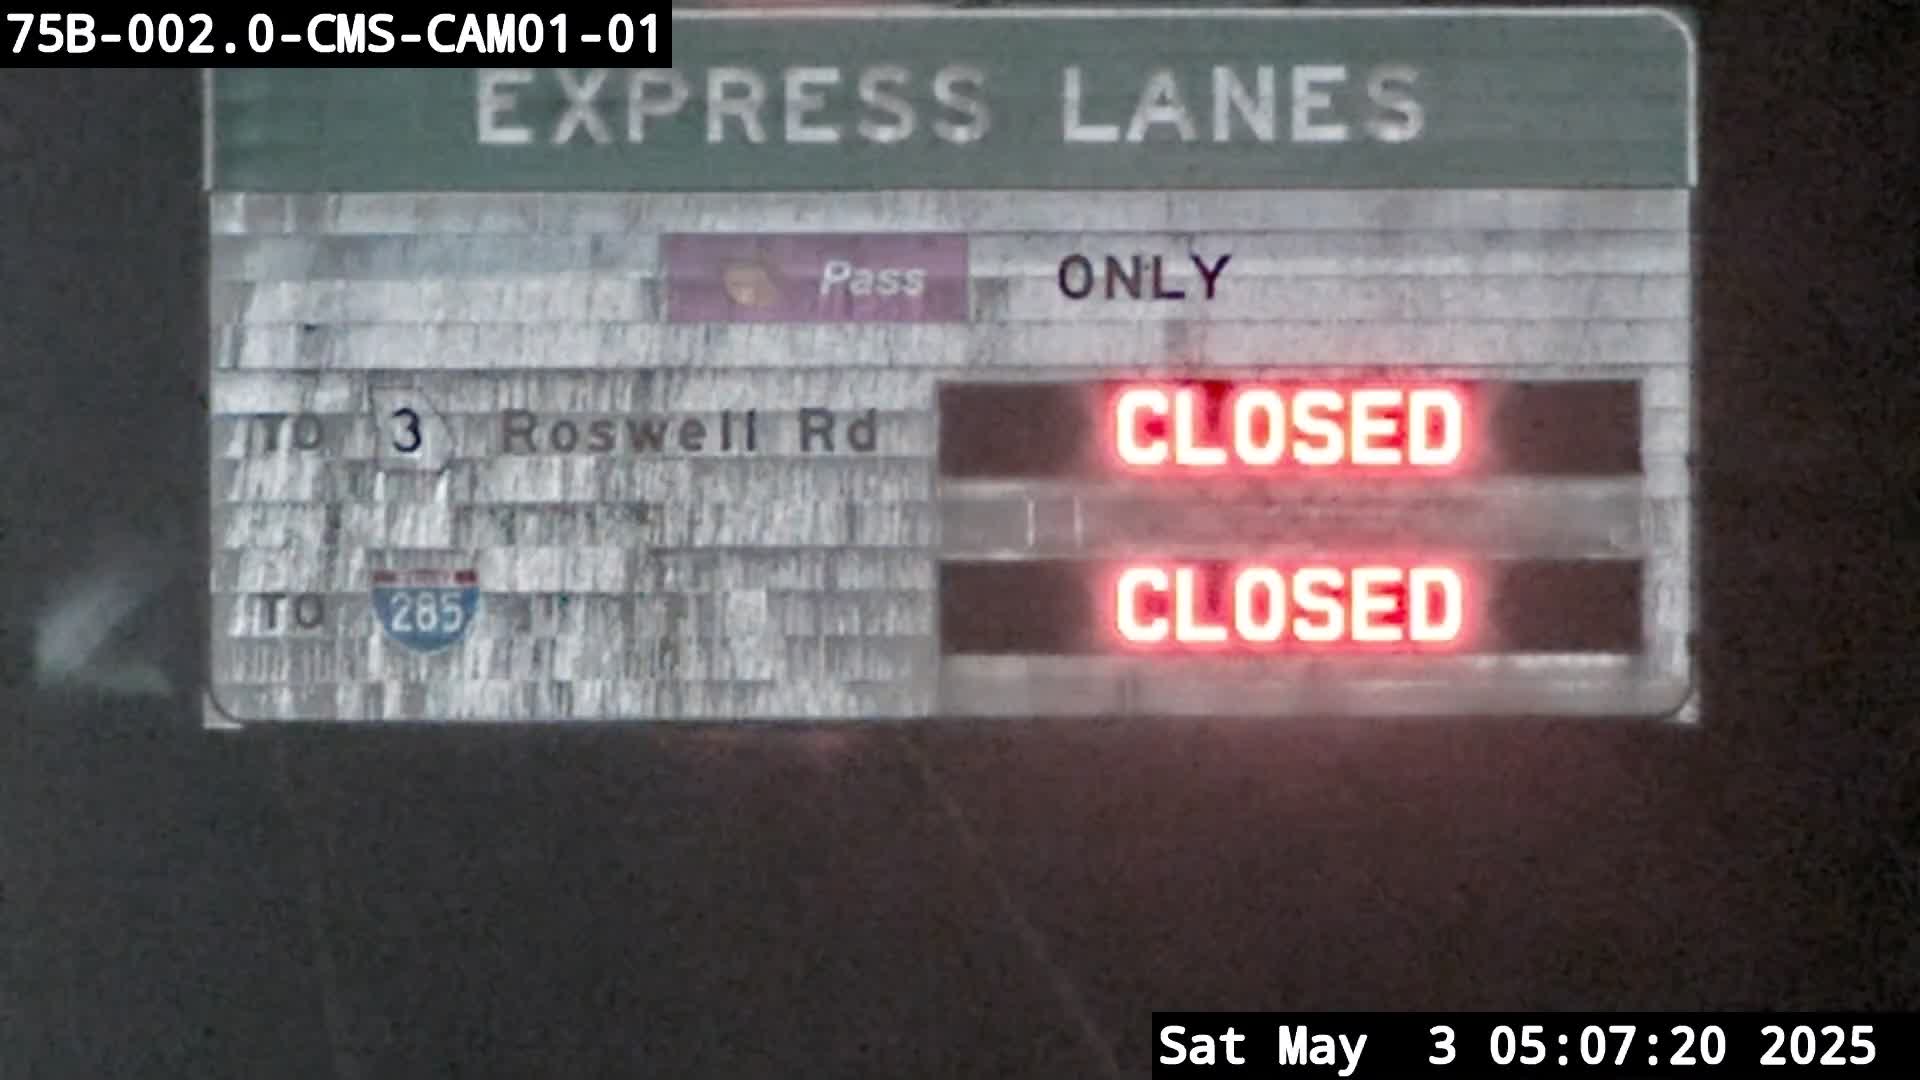 75B-002.0-CMS-CAM01-01
EXPRESS LANES
Pass ONLY
TO 3 Roswell Rd CLOSED
TO 285 CLOSED
Sat May 3 05:07:20 2025